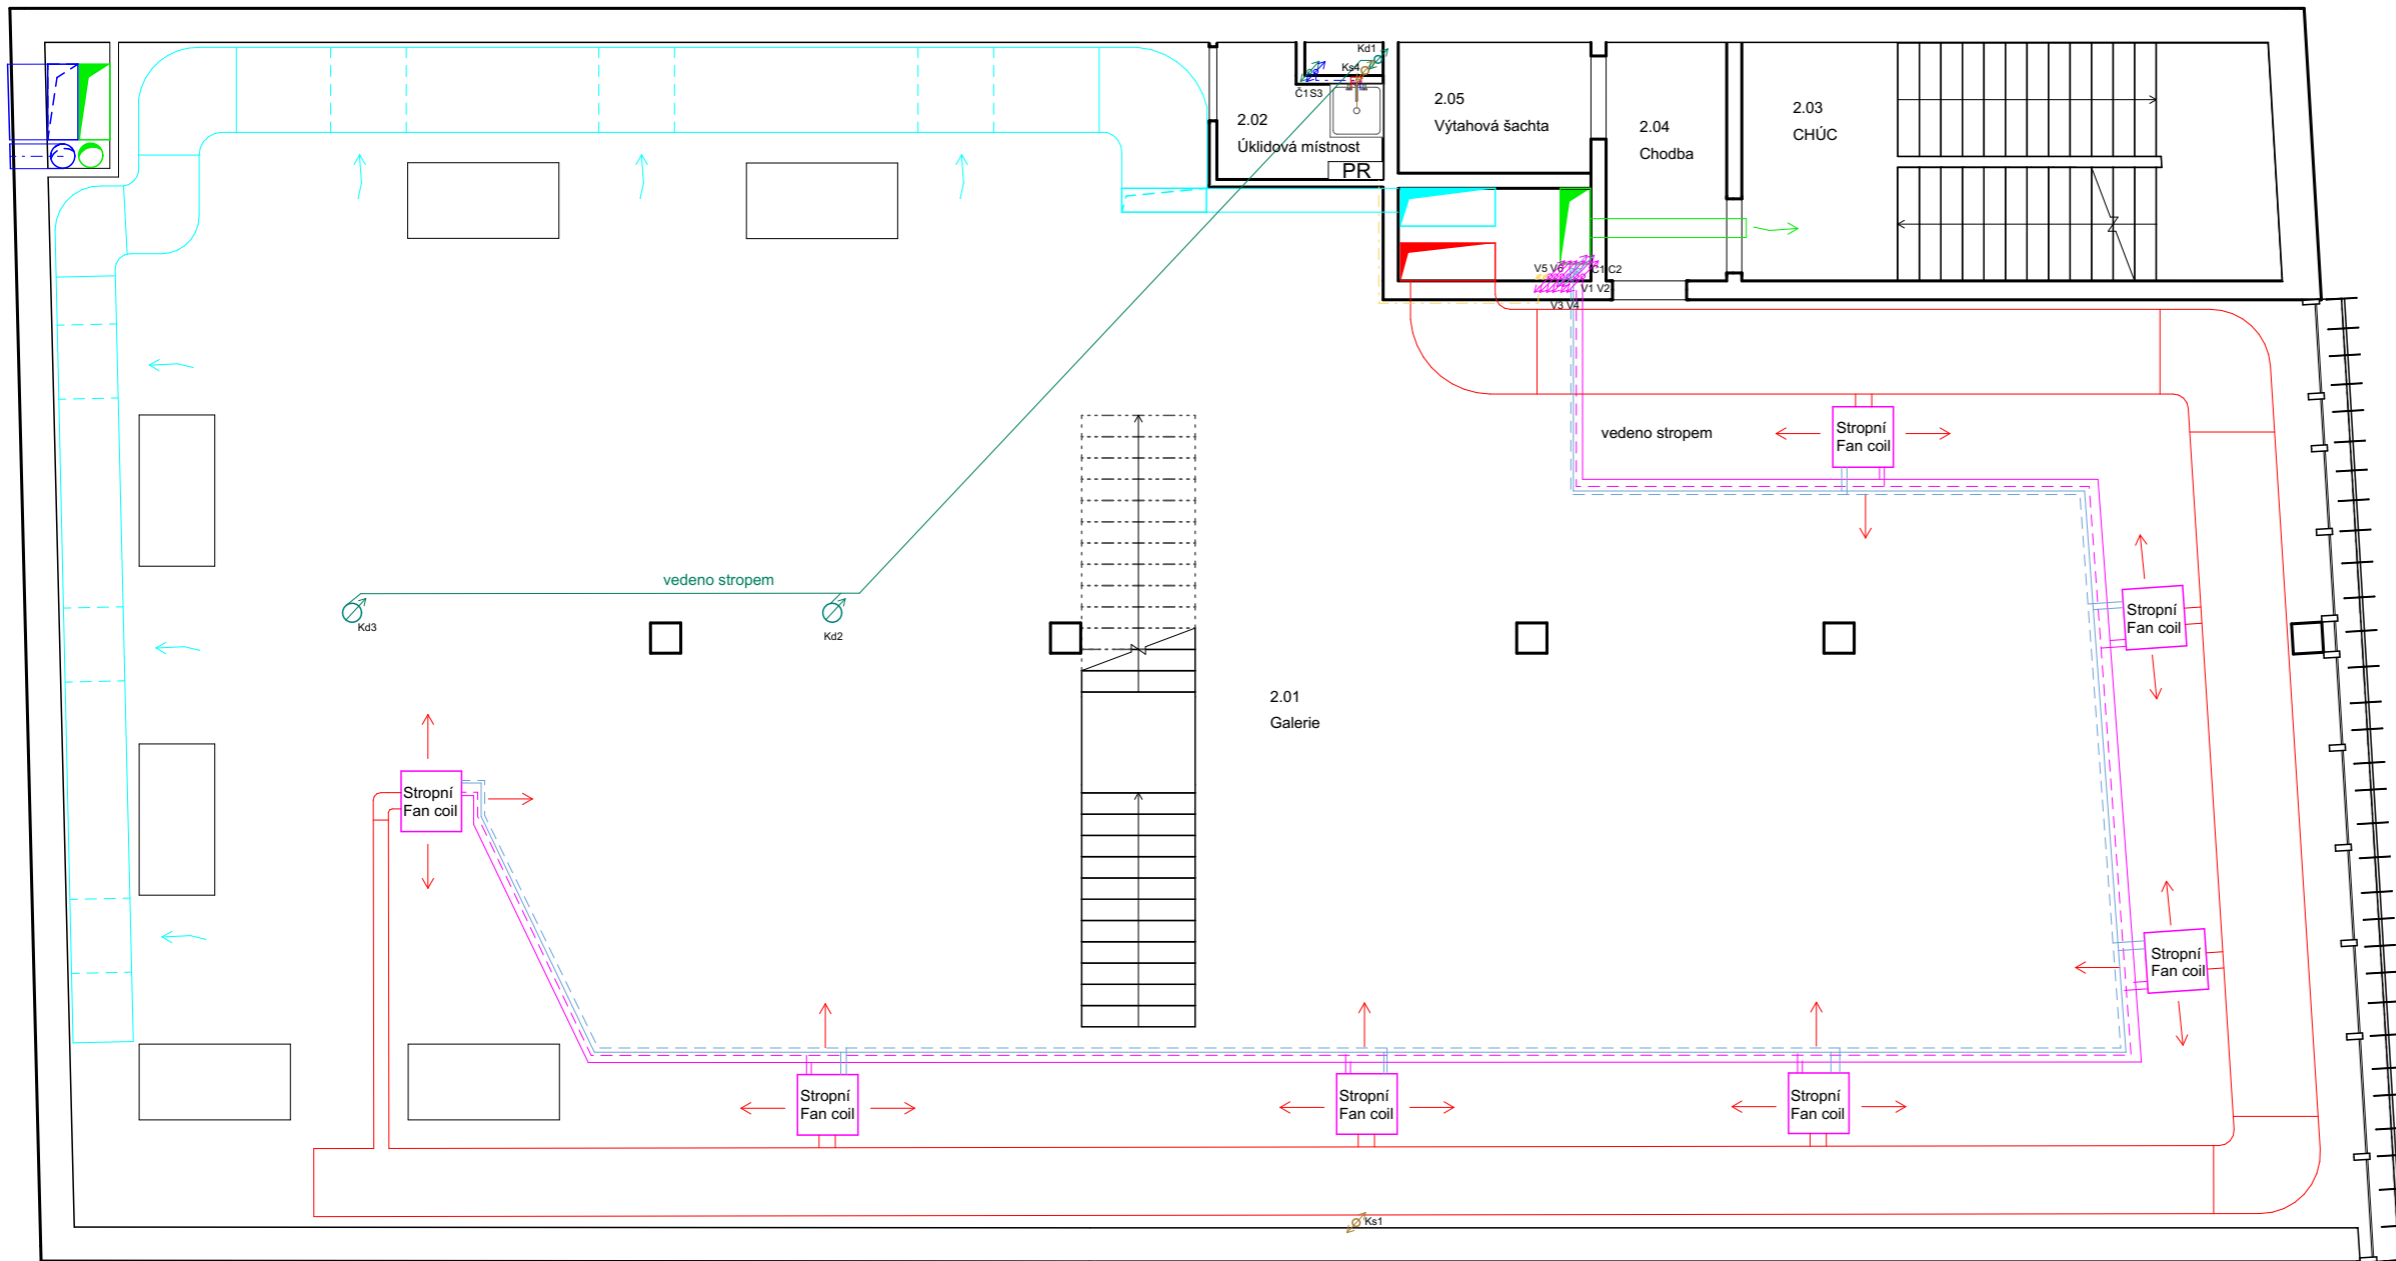 Kd1
Ks4
Č1S3
2.02
Úklidová místnost
PR
2.05
Výtahová šachta
2.04
Chodba
2.03
CHÚC
V5 V6
C1 C2
V1 V2
V3 V4
vedeno stropem
Stropní
Fan coil
vedeno stropem
Kd3
Kd2
Stropní
Fan coil
2.01
Galerie
Stropní
Fan coil
Stropní
Fan coil
Stropní
Fan coil
Stropní
Fan coil
Stropní
Fan coil
Ks1